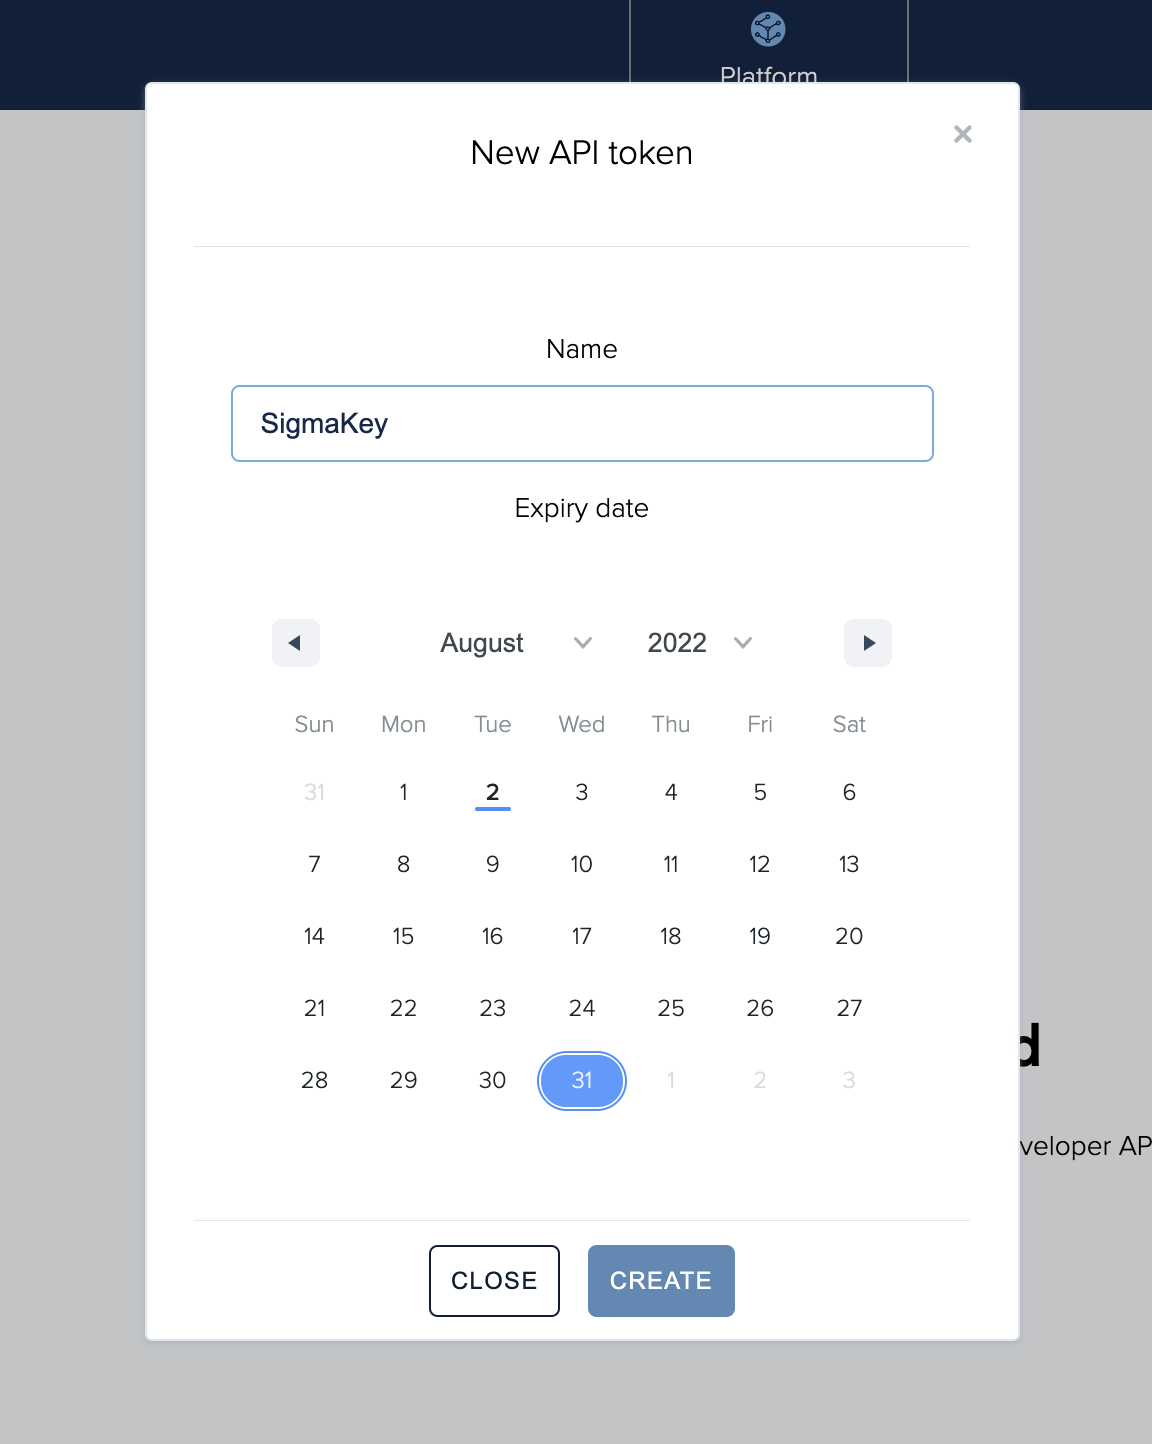 Platform
New API token
Name
SigmaKey
Expiry date
August 2022
Sun Mon Tue Wed Thu Fri Sat
31 1 2 3 4 5 6
7 8 9 10 11 12 13
14 15 16 17 18 19 20
21 22 23 24 25 26 27
28 29 30 31 1 2 3
d
veloper AP
CLOSE CREATE